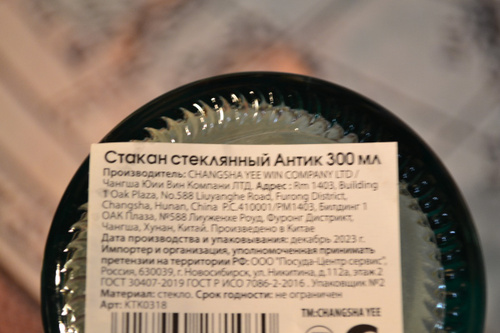 Стакан стеклянный Антик 300 мл
Производитель: CHANGSHA YEE WIN COMPANY LTD /
Чангша Юии Вин Компани ЛТД. Адрес : Rm 1403, Building
1 Oak Plaza, No.588 Liuyanghe Road, Furong District,
Changsha, Hunan, China P.C.410001/РМ1403, Билдинг 1
ОАК Плаза, №588 Лиуженхе Роуд, Фуронг Дистрикт,
Чангша, Хунан, Китай. Произведено в Китае
Дата производства и упаковывания: декабрь 2023 г.
Импортер и организация, уполномоченная принимать
претензии на территории РФ: ООО "Посуда-Центр сервис",
Россия, 630039, г. Новосибирск, ул. Никитина, д.112а, этаж 2
ГОСТ 30407-2019 ГОСТ Р ИСО 7086-2-2016 . Упаковщик №2
Материал: стекло. Срок годности: не ограничен
Арт: KTK0318
TM:CHANGSHA YEE